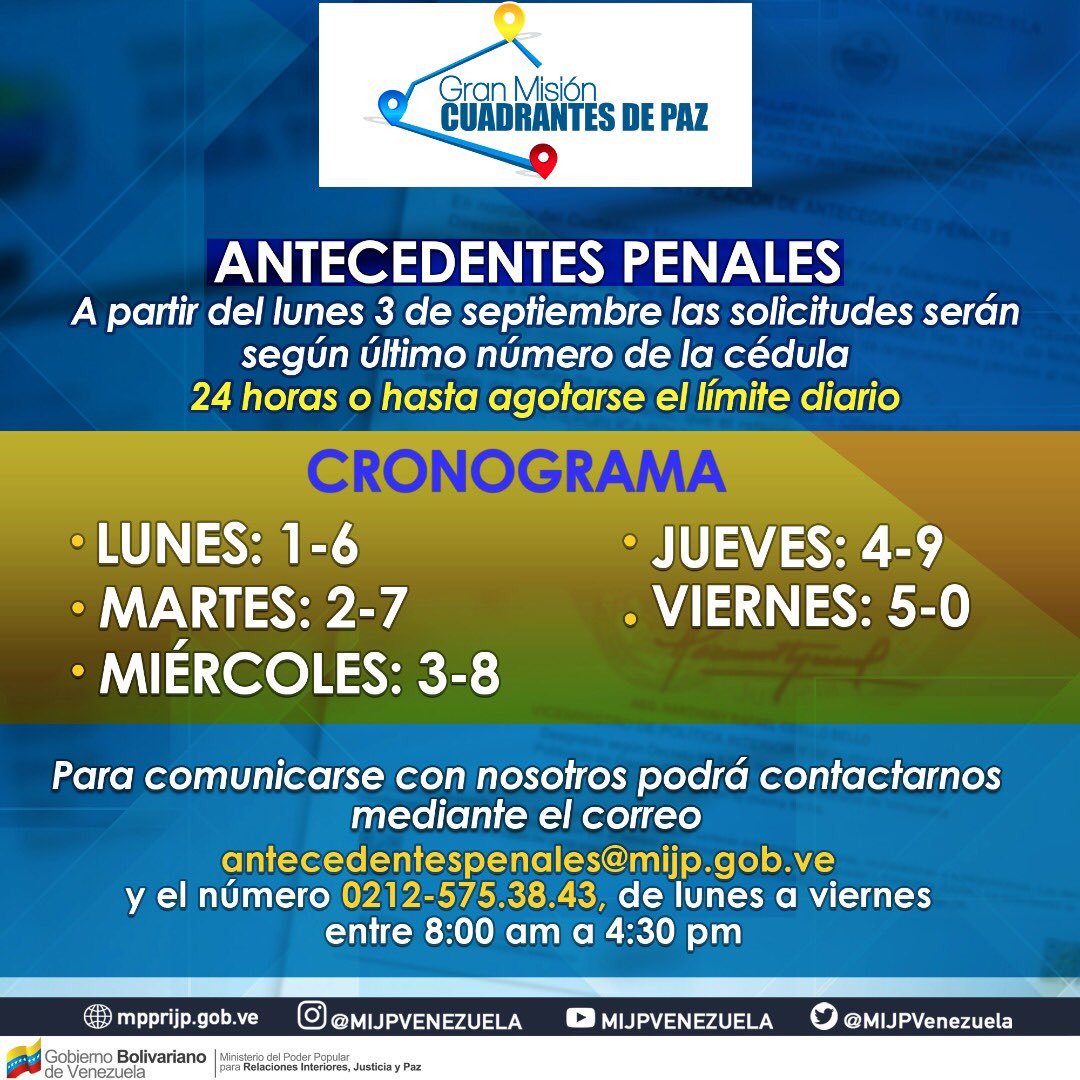 Gran Misión
CUADRANTES DE PAZ
ANTECEDENTES PENALES
A partir del lunes 3 de septiembre las solicitudes serán
según último número de la cédula
24 horas o hasta agotarse el límite diario
CRONOGRAMA
• LUNES: 1-6
• MARTES: 2-7
• MIÉRCOLES: 3-8
• JUEVES: 4-9
• VIERNES: 5-0
Para comunicarse con nosotros podrá contactarnos
mediante el correo
antecedentespenales@mijp.gob.ve
y el número 0212-575.38.43, de lunes a viernes
entre 8:00 am a 4:30 pm
mpprijp.gob.ve
@MIJPVENEZUELA
MIJPVENEZUELA
@MIJPVenezuela
Gobierno Bolivariano
de Venezuela
Ministerio del Poder Popular
para Relaciones Interiores, Justicia y Paz